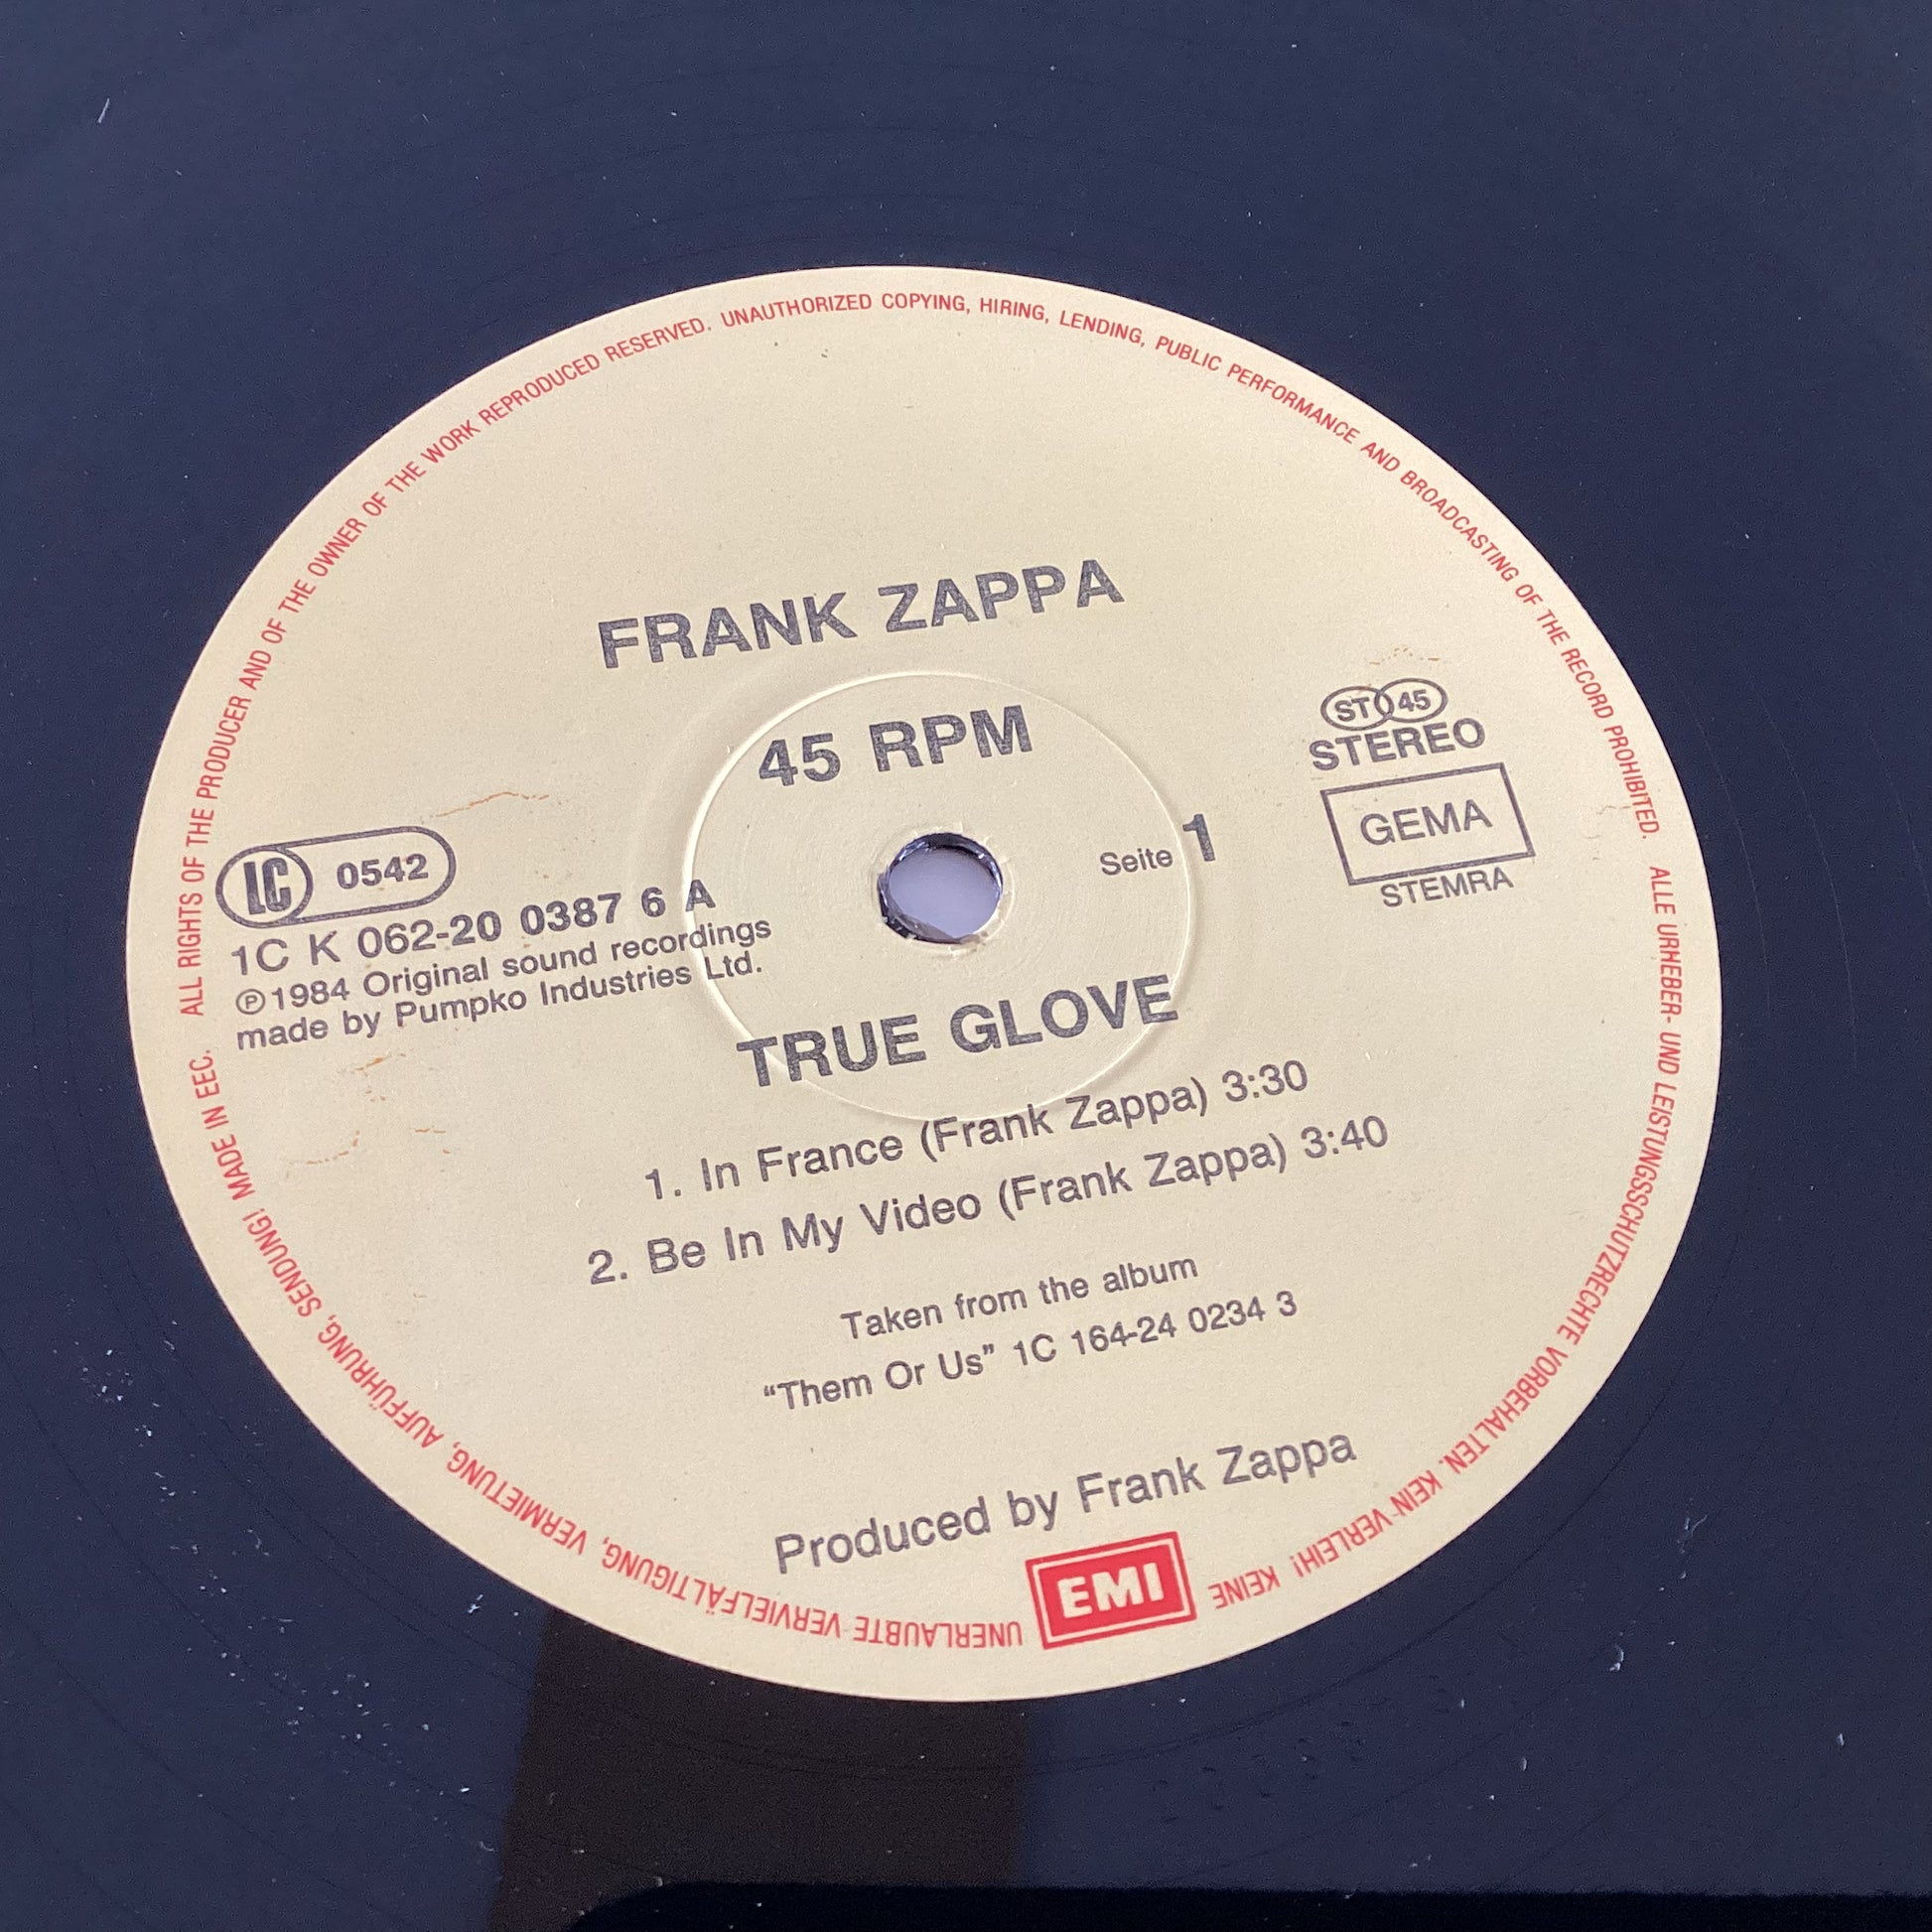 ALL RIGHTS OF THE PRODUCER AND OF THE OWNER OF THE WORK REPRODUCED RESERVED. UNAUTHORIZED COPYING, HIRING, LENDING, PUBLIC PERFORMANCE AND BROADCASTING OF THE RECORD PROHIBITED.
FRANK ZAPPA
45 RPM
ST 45
STEREO
GEMA
STEMRA
Seite 1
LC 0542
1C K 062-20 0387 6 A
℗1984 Original sound recordings
made by Pumpko Industries Ltd.
TRUE GLOVE
1. In France (Frank Zappa) 3:30
2. Be In My Video (Frank Zappa) 3:40
Taken from the album
“Them Or Us” 1C 164-24 0234 3
Produced by Frank Zappa
EMI
ALLE URHEBER- UND LEISTUNGSSCHUTZRECHTE VORBEHALTEN. KEIN VERLEIH! KEINE UNERLAUBTE VERVIELFÄLTIGUNG, VERMIETUNG, AUFFÜHRUNG, SENDUNG! MADE IN EEC.